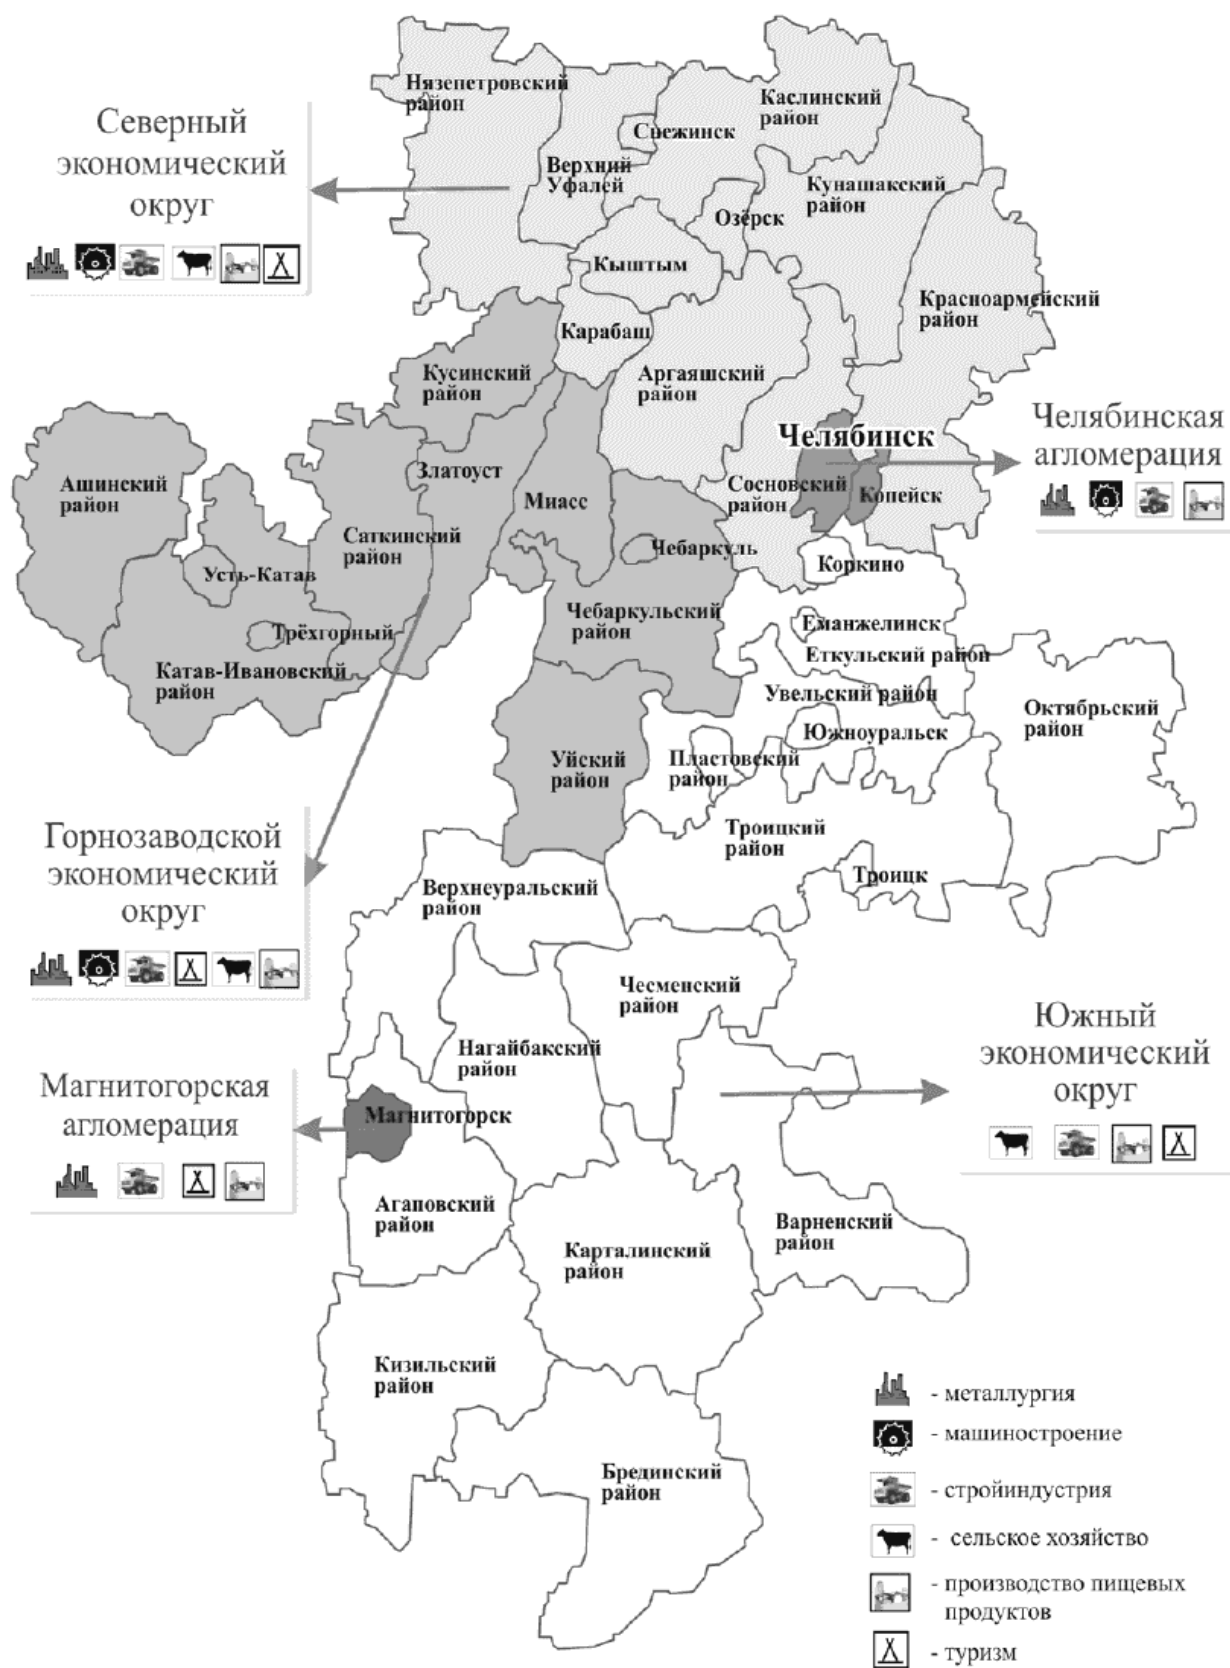 Нязепетровский
район
Каслинский
район
Северный
экономический
округ
Снежинск
Верхний
Уфалей
Кунашакский
район
Озёрск
Кыштым
Красноармейский
район
Карабаш
Кусинский
район
Аргаяшский
район
Челябинск
Челябинская
агломерация
Ашинский
район
Златоуст
Миасс
Сосновский
район
Копейск
Саткинский
район
Чебаркуль
Коркино
Усть-Катав
Чебаркульский
район
Еманжелинск
Трёхгорный
Еткульский район
Катав-Ивановский
район
Увельский район
Октябрьский
район
Южноуральск
Уйский
район
Пластовский
район
Горнозаводской
экономический
округ
Троицкий
район
Троицк
Верхнеуральский
район
Чесменский
район
Южный
экономический
округ
Нагайбакский
район
Магнитогорская
агломерация
Магнитогорск
Агаповский
район
Варненский
район
Карталинский
район
Кизильский
район
Брединский
район
- металлургия
- машиностроение
- стройиндустрия
- сельское хозяйство
- производство пищевых
продуктов
- туризм